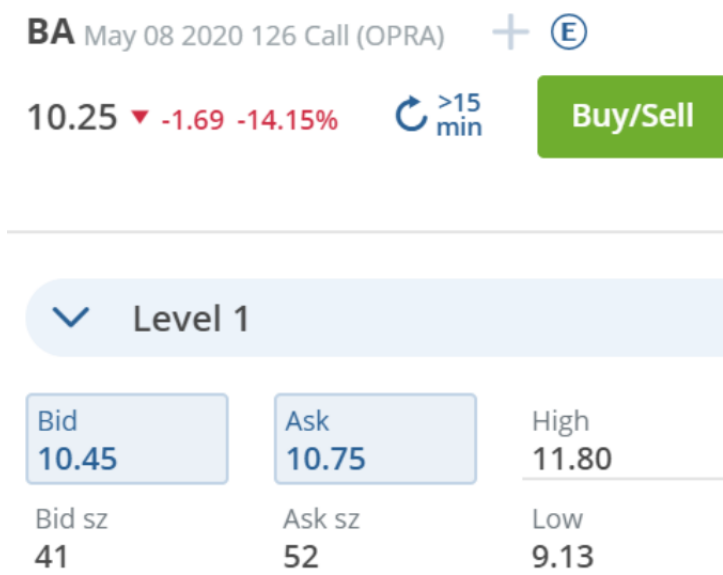 BA May 08 2020 126 Call (OPRA) + E
10.25 ▼ -1.69 -14.15% >15 min Buy/Sell
Level 1
Bid Ask High
10.45 10.75 11.80
Bid sz Ask sz Low
41 52 9.13